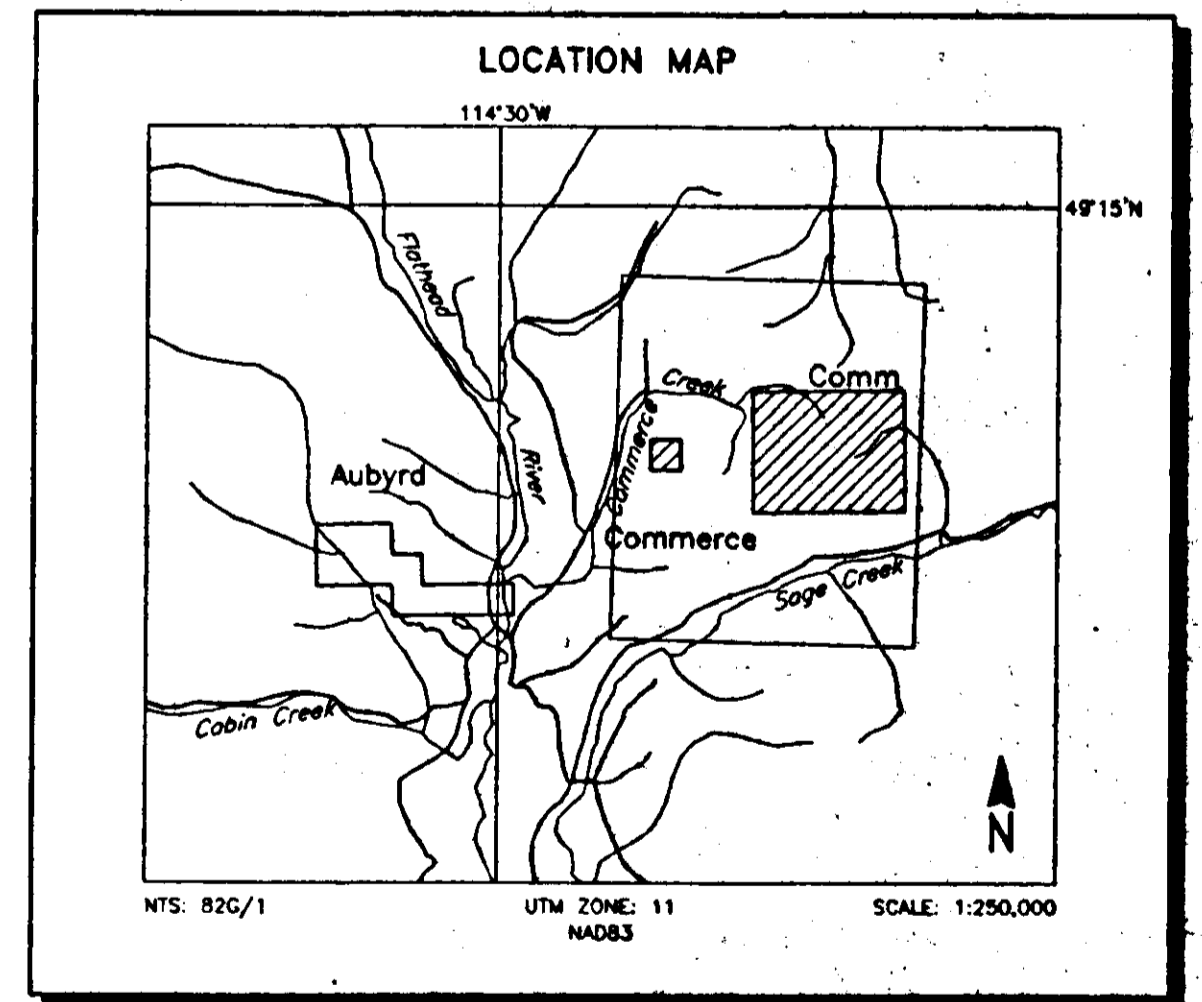 LOCATION MAP
114°30'W
49°15'N
Flathead
Creek
Comm
Commerce
River
Aubyrd
Commerce
Sage Creek
Cabin Creek
N
NTS: 82G/1
UTM ZONE: 11
SCALE: 1:250,000
NAD83